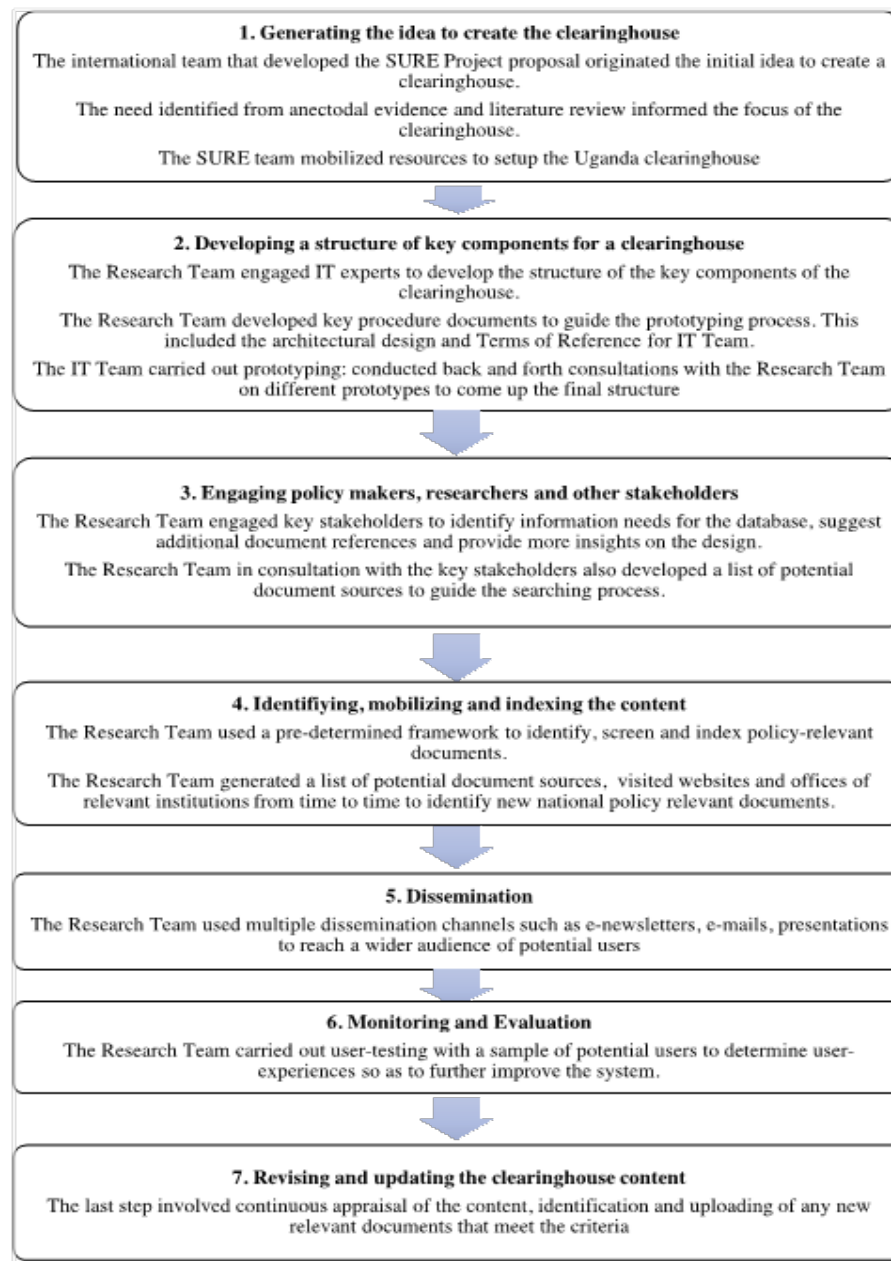 1. Generating the idea to create the clearinghouse
The international team that developed the SURE Project proposal originated the initial idea to create a
clearinghouse.
The need identified from anectodal evidence and literature review informed the focus of the
clearinghouse.
The SURE team mobilized resources to setup the Uganda clearinghouse
2. Developing a structure of key components for a clearinghouse
The Research Team engaged IT experts to develop the structure of the key components of the
clearinghouse.
The Research Team developed key procedure documents to guide the prototyping process. This
included the architectural design and Terms of Reference for IT Team.
The IT Team carried out prototyping: conducted back and forth consultations with the Research Team
on different prototypes to come up the final structure
3. Engaging policy makers, researchers and other stakeholders
The Research Team engaged key stakeholders to identify information needs for the database, suggest
additional document references and provide more insights on the design.
The Research Team in consultation with the key stakeholders also developed a list of potential
document sources to guide the searching process.
4. Identifiying, mobilizing and indexing the content
The Research Team used a pre-determined framework to identify, screen and index policy-relevant
documents.
The Research Team generated a list of potential document sources, visited websites and offices of
relevant institutions from time to time to identify new national policy relevant documents.
5. Dissemination
The Research Team used multiple dissemination channels such as e-newsletters, e-mails, presentations
to reach a wider audience of potential users
6. Monitoring and Evaluation
The Research Team carried out user-testing with a sample of potential users to determine user-
experiences so as to further improve the system.
7. Revising and updating the clearinghouse content
The last step involved continuous appraisal of the content, identification and uploading of any new
relevant documents that meet the criteria